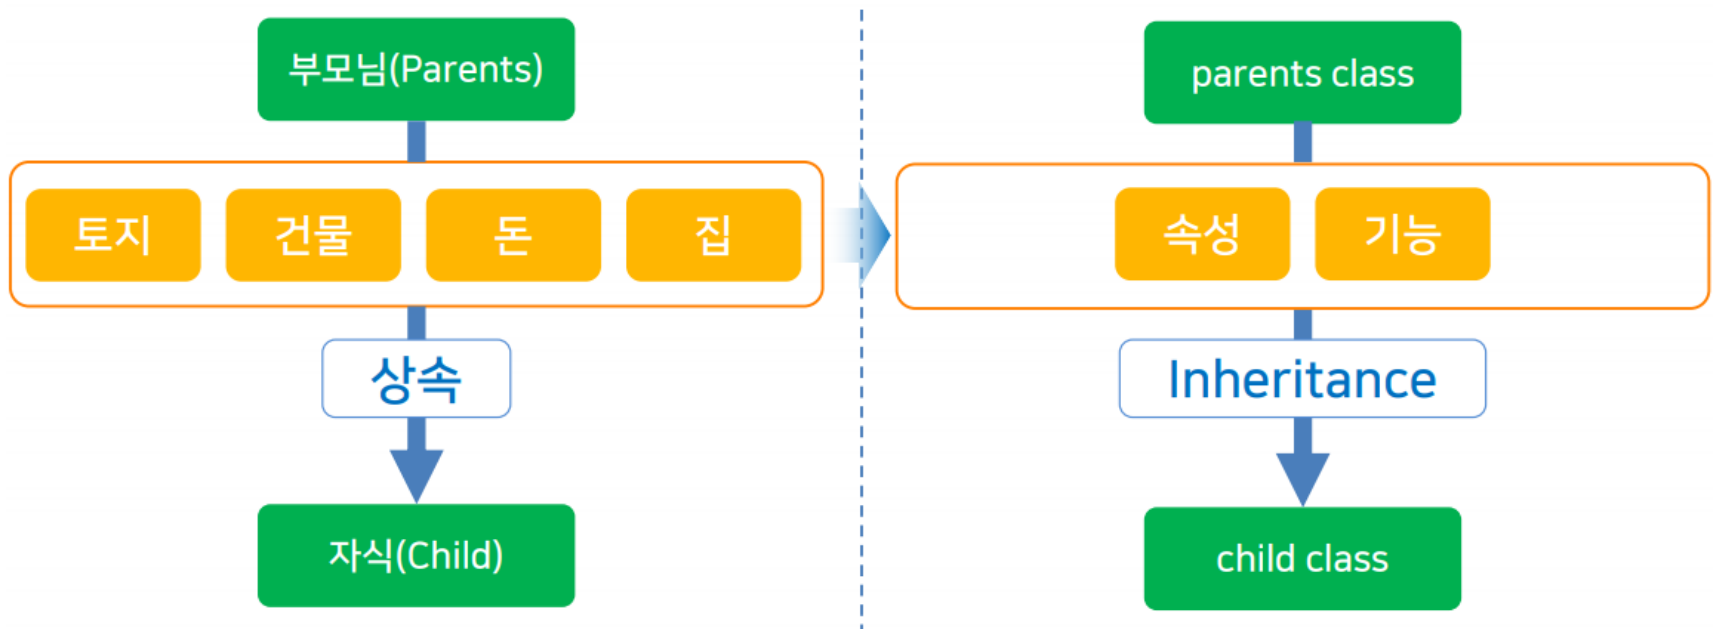 부모님(Parents)
토지
건물
돈
집
상속
자식(Child)
parents class
속성
기능
Inheritance
child class